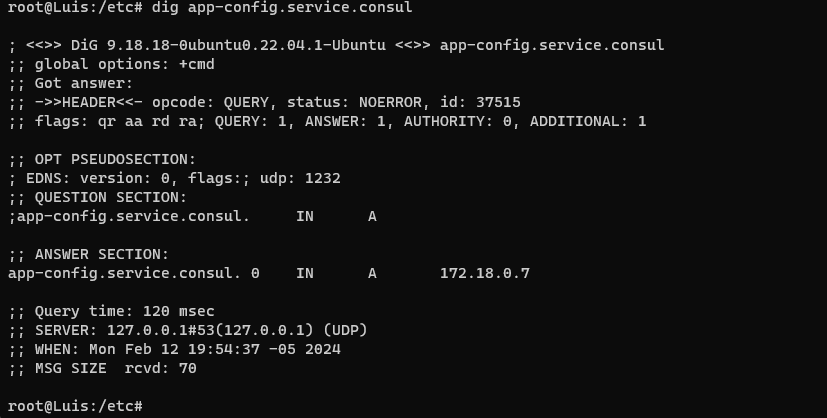 root@Luis:/etc# dig app-config.service.consul
; <<>> DiG 9.18.18-0ubuntu0.22.04.1-Ubuntu <<>> app-config.service.consul
;; global options: +cmd
;; Got answer:
;; ->>HEADER<<- opcode: QUERY, status: NOERROR, id: 37515
;; flags: qr aa rd ra; QUERY: 1, ANSWER: 1, AUTHORITY: 0, ADDITIONAL: 1
;; OPT PSEUDOSECTION:
; EDNS: version: 0, flags:; udp: 1232
;; QUESTION SECTION:
;app-config.service.consul.     IN      A
;; ANSWER SECTION:
app-config.service.consul. 0    IN      A       172.18.0.7
;; Query time: 120 msec
;; SERVER: 127.0.0.1#53(127.0.0.1) (UDP)
;; WHEN: Mon Feb 12 19:54:37 -05 2024
;; MSG SIZE  rcvd: 70
root@Luis:/etc#